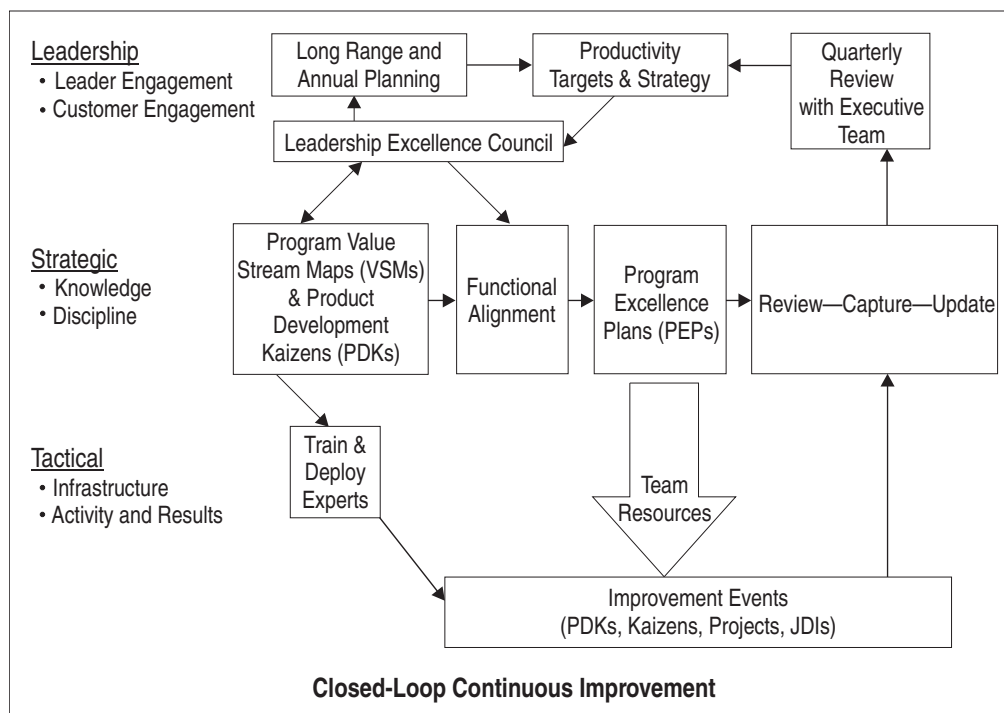 Leadership
• Leader Engagement
• Customer Engagement
Long Range and
Annual Planning
Productivity
Targets & Strategy
Quarterly
Review
with Executive
Team
Leadership Excellence Council
Strategic
• Knowledge
• Discipline
Program Value
Stream Maps (VSMs)
& Product
Development
Kaizens (PDKs)
Functional
Alignment
Program
Excellence
Plans (PEPs)
Review—Capture—Update
Tactical
• Infrastructure
• Activity and Results
Train &
Deploy
Experts
Team
Resources
Improvement Events
(PDKs, Kaizens, Projects, JDIs)
Closed-Loop Continuous Improvement